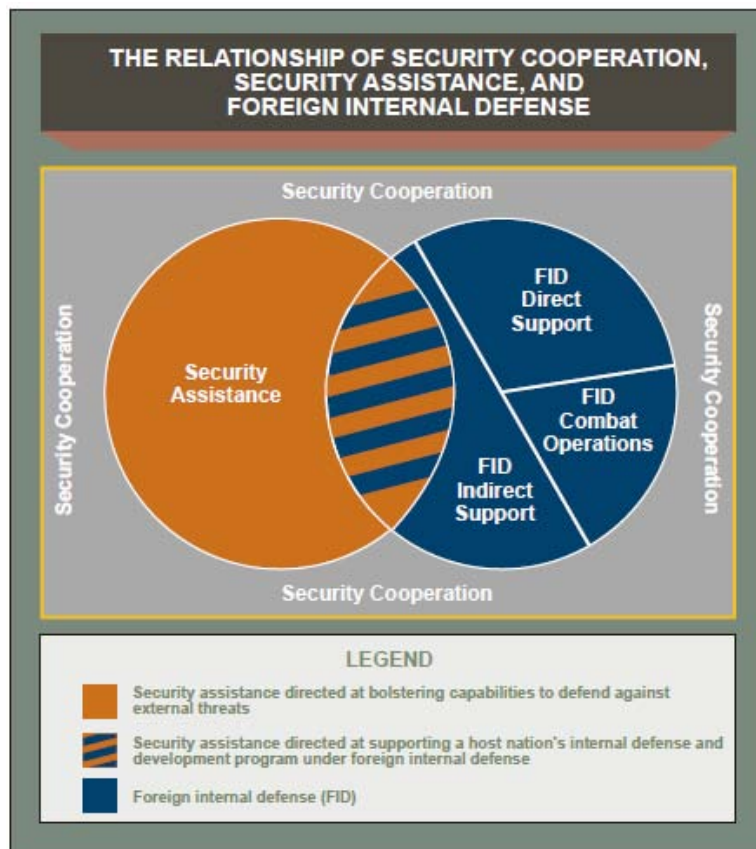 THE RELATIONSHIP OF SECURITY COOPERATION,
SECURITY ASSISTANCE, AND
FOREIGN INTERNAL DEFENSE
Security Cooperation
Security Cooperation
Security
Assistance
FID
Direct
Support
FID
Combat
Operations
FID
Indirect
Support
Security Cooperation
Security Cooperation
LEGEND
Security assistance directed at bolstering capabilities to defend against
external threats
Security assistance directed at supporting a host nation's internal defense and
development program under foreign internal defense
Foreign internal defense (FID)